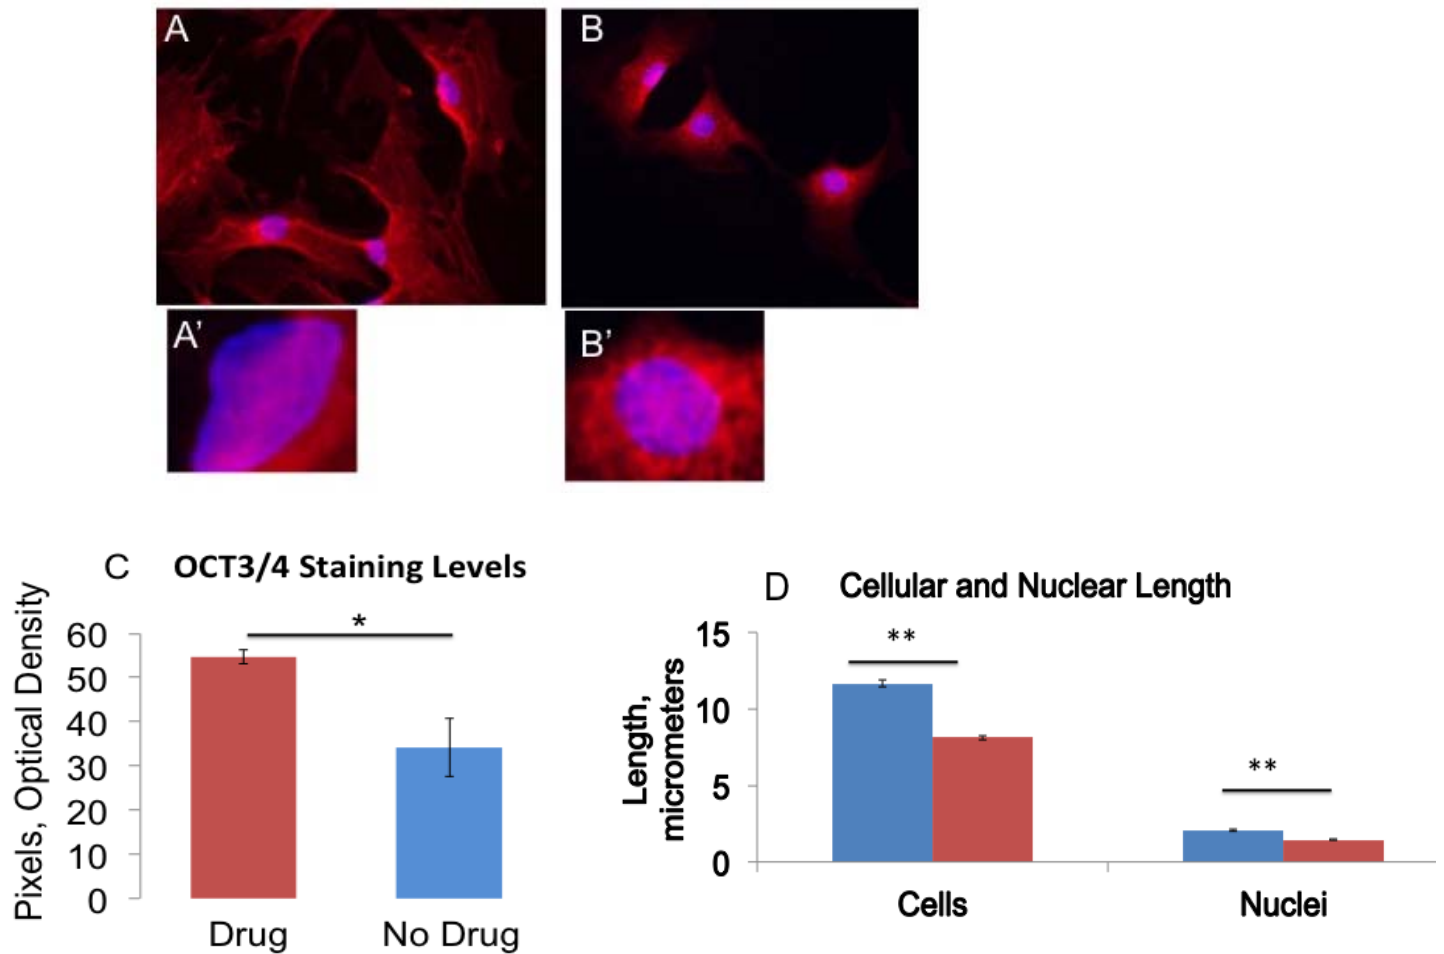 A
B
A’
B’
C OCT3/4 Staining Levels
Pixels, Optical Density
60
50
40
30
20
10
0
*
Drug
No Drug
D Cellular and Nuclear Length
Length,
micrometers
15
10
5
0
**
**
Cells
Nuclei